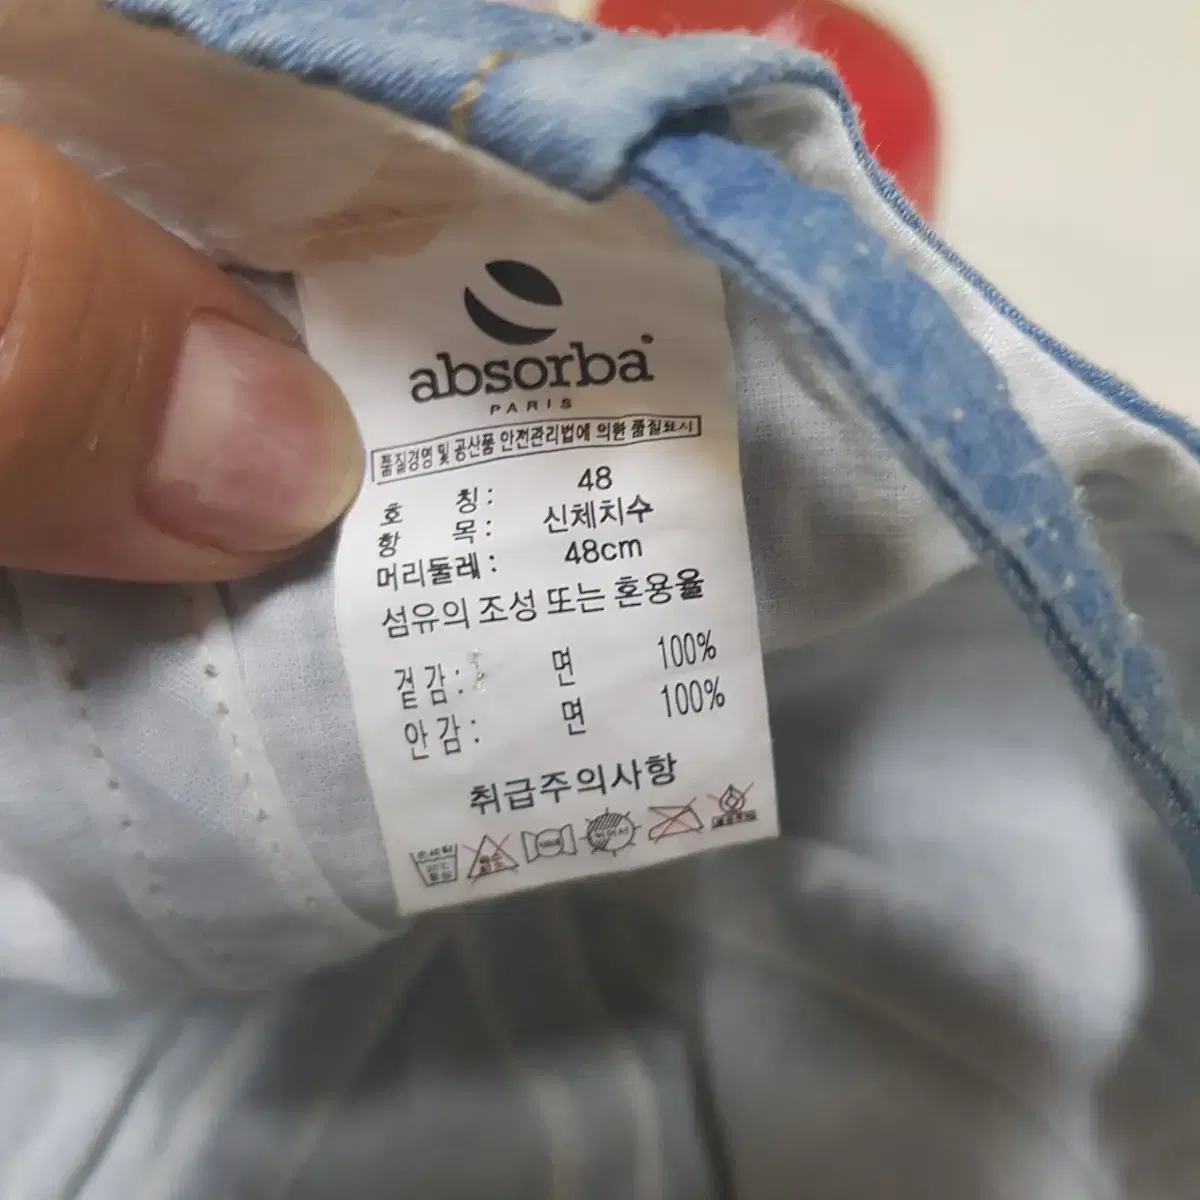 absorba
PARIS
품질경영 및 공산품 안전관리법에 의한 품질표시
호 칭 : 48
항 목 : 신체치수
머리둘레 : 48cm
섬유의 조성 또는 혼용율
겉 감 : 면 100%
안 감 : 면 100%
취급주의사항